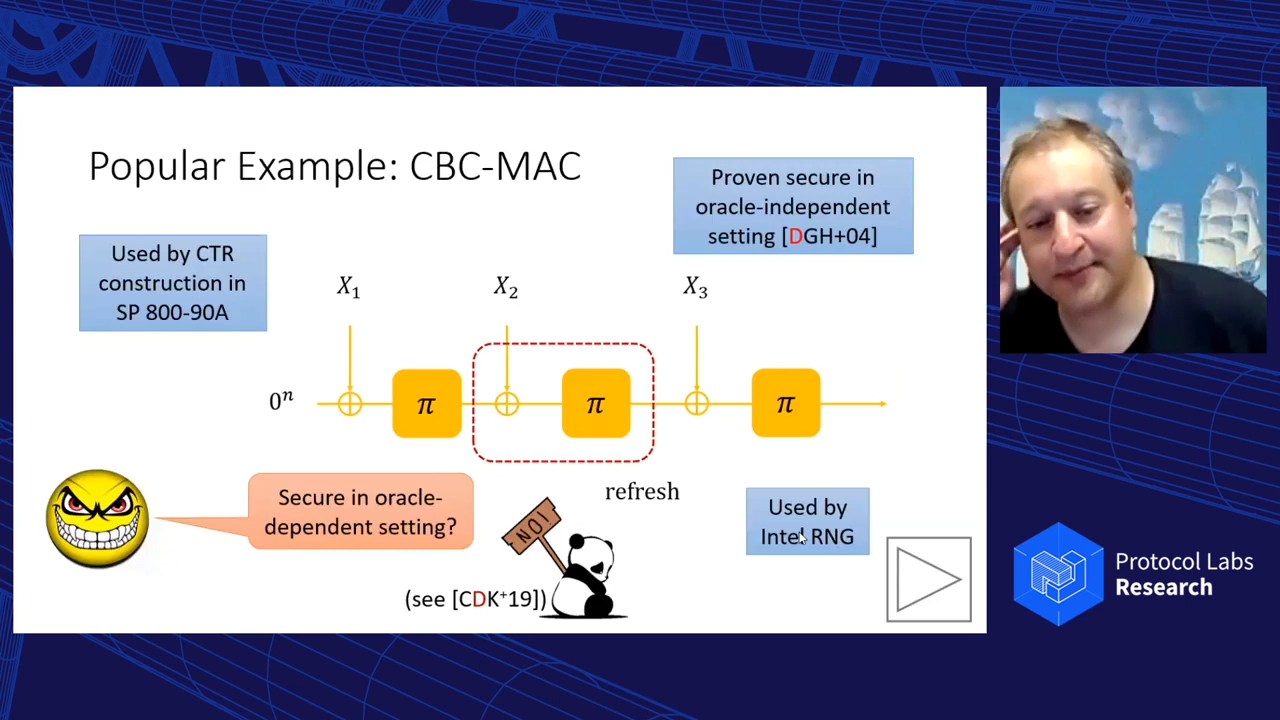 Popular Example: CBC-MAC
Proven secure in
oracle-independent
setting [DGH+04]
Used by CTR
construction in
SP 800-90A
X₁
X₂
X₃
0ⁿ
π
π
π
refresh
Secure in oracle-
dependent setting?
NO!
(see [CDK⁺19])
Used by
Intel RNG
Protocol Labs
Research